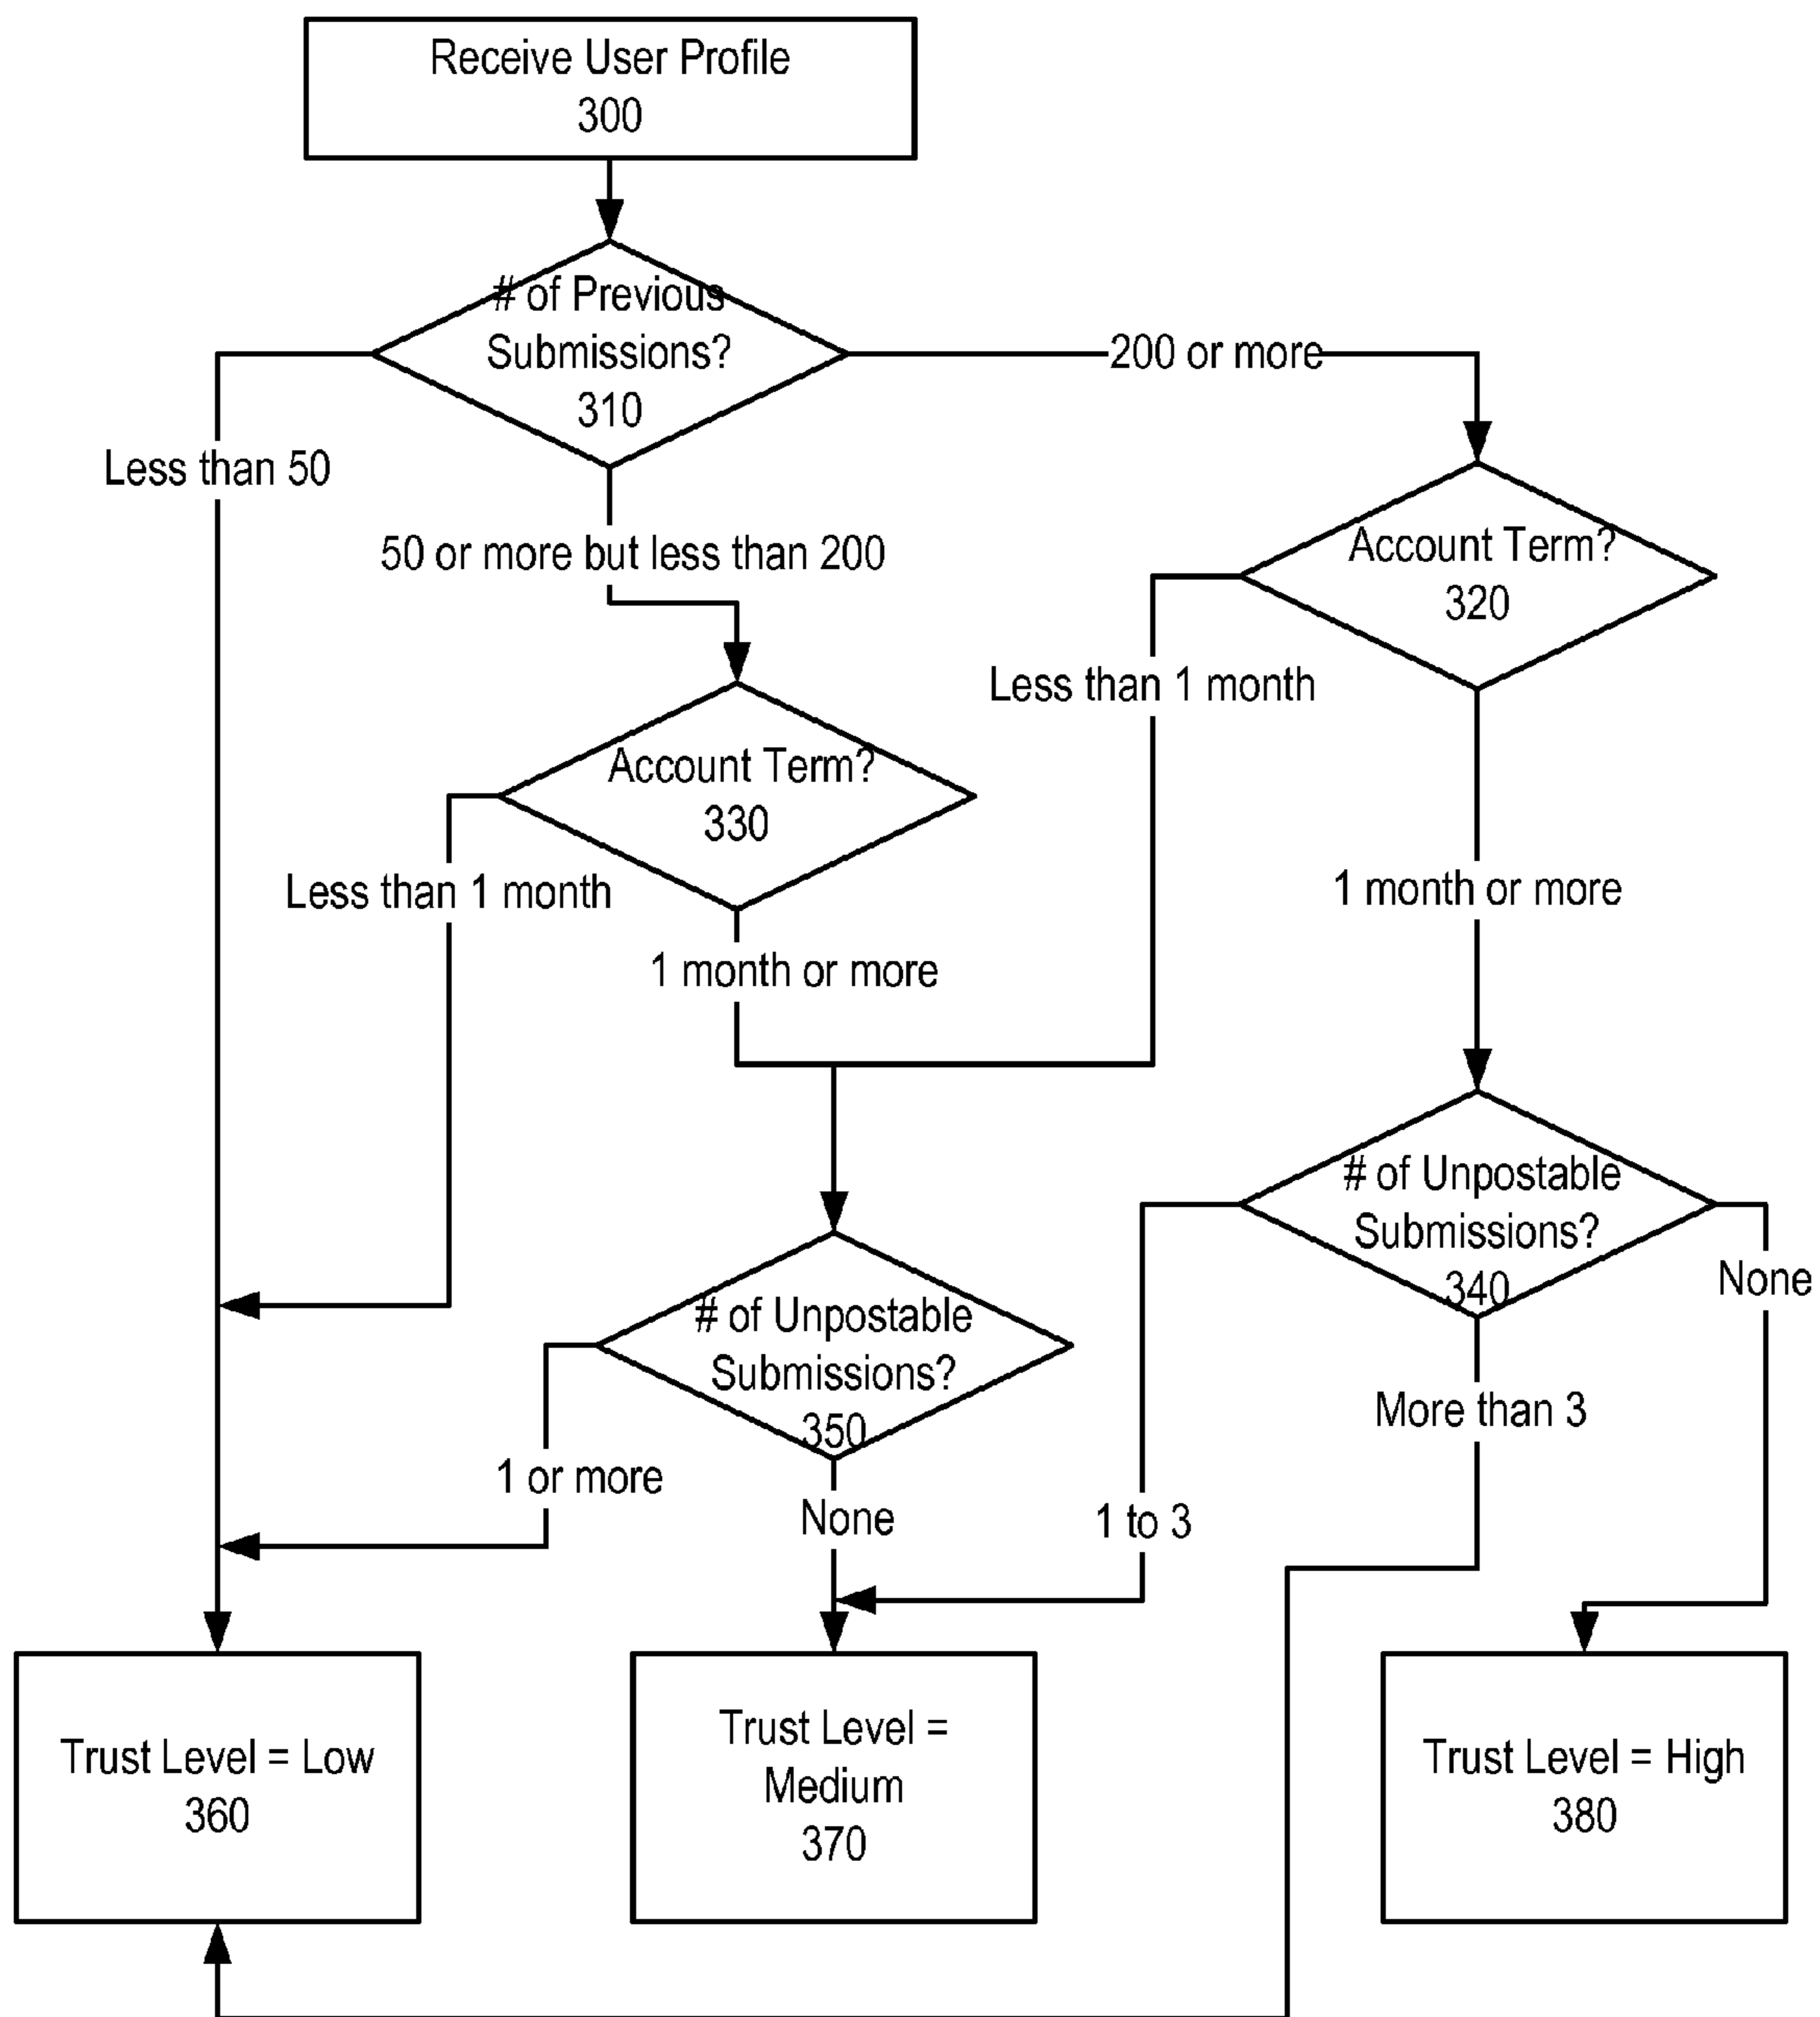 Receive User Profile
300
# of Previous
Submissions?
310
200 or more
Less than 50
50 or more but less than 200
Account Term?
320
Less than 1 month
Account Term?
330
Less than 1 month
1 month or more
1 month or more
# of Unpostable
Submissions?
340
None
# of Unpostable
Submissions?
350
More than 3
1 or more
None
1 to 3
Trust Level = Low
360
Trust Level =
Medium
370
Trust Level = High
380